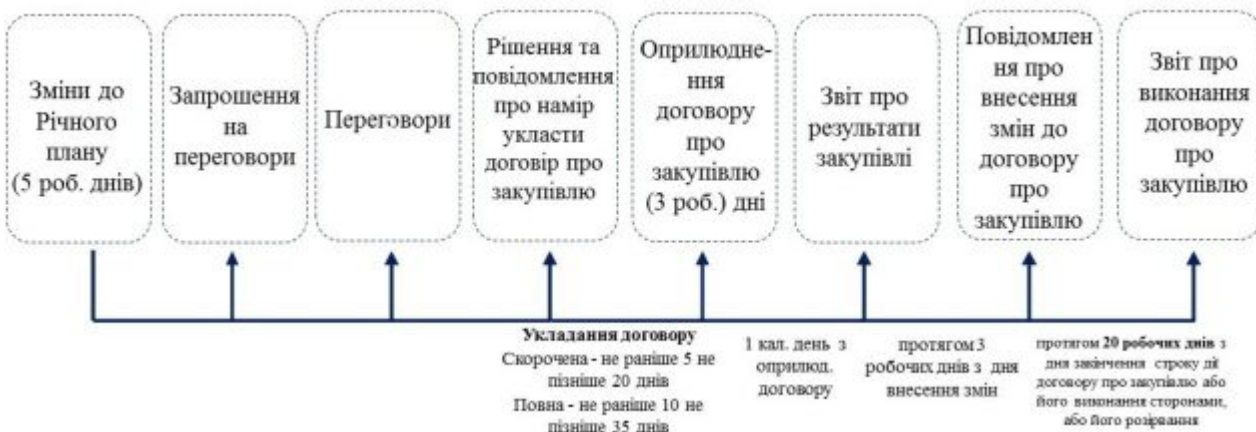 Зміни до
Річного
плану
(5 роб. днів)
Запрошення
на
переговори
Переговори
Рішення та
повідомлення
про намір
укласти
договір про
закупівлю
Оприлюдне-
ння
договору
про
закупівлю
(3 роб.) дні
Звіт про
результати
закупівлі
Повідомлен
ня про
внесення
змін до
договору
про
закупівлю
Звіт про
виконання
договору
про
закупівлю
Укладання договору
Скорочена - не раніше 5 не
пізніше 20 днів
Повна - не раніше 10 не
пізніше 35 днів
1 кал. день з
оприлюд.
договору
протягом 3
робочих днів з дня
внесення змін
протягом 20 робочих днів з
дня закінчення строку дії
договору про закупівлю або
його виконання сторонами,
або його розірвання